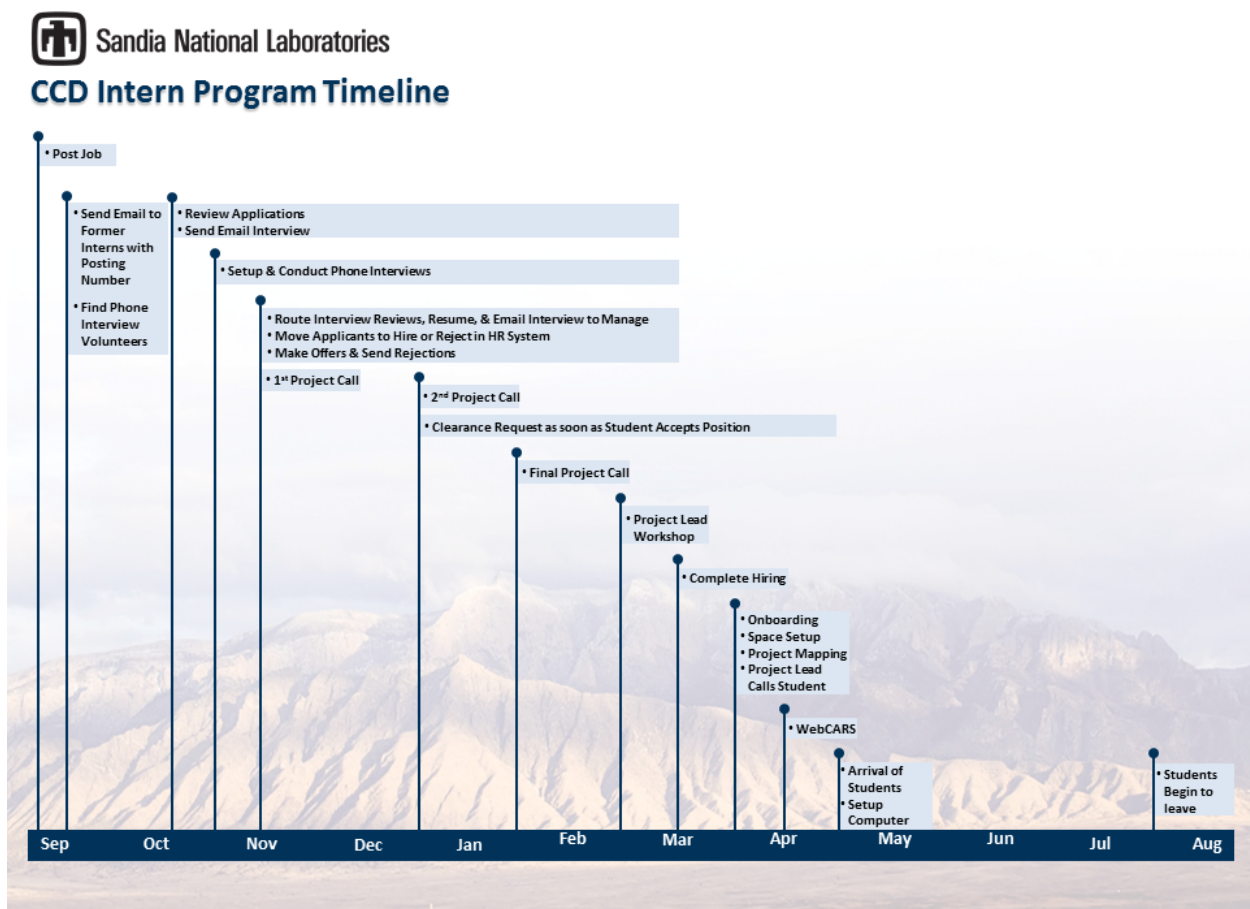 Sandia National Laboratories
CCD Intern Program Timeline
• Post Job
• Send Email to
Former
Interns with
Posting
Number
• Find Phone
Interview
Volunteers
• Review Applications
• Send Email Interview
• Setup & Conduct Phone Interviews
• Route Interview Reviews, Resume, & Email Interview to Manage
• Move Applicants to Hire or Reject in HR System
• Make Offers & Send Rejections
• 1st Project Call
• 2nd Project Call
• Clearance Request as soon as Student Accepts Position
• Final Project Call
• Project Lead
Workshop
• Complete Hiring
• Onboarding
• Space Setup
• Project Mapping
• Project Lead
Calls Student
• WebCARS
• Arrival of
Students
• Setup
Computer
• Students
Begin to
leave
Sep Oct Nov Dec Jan Feb Mar Apr May Jun Jul Aug